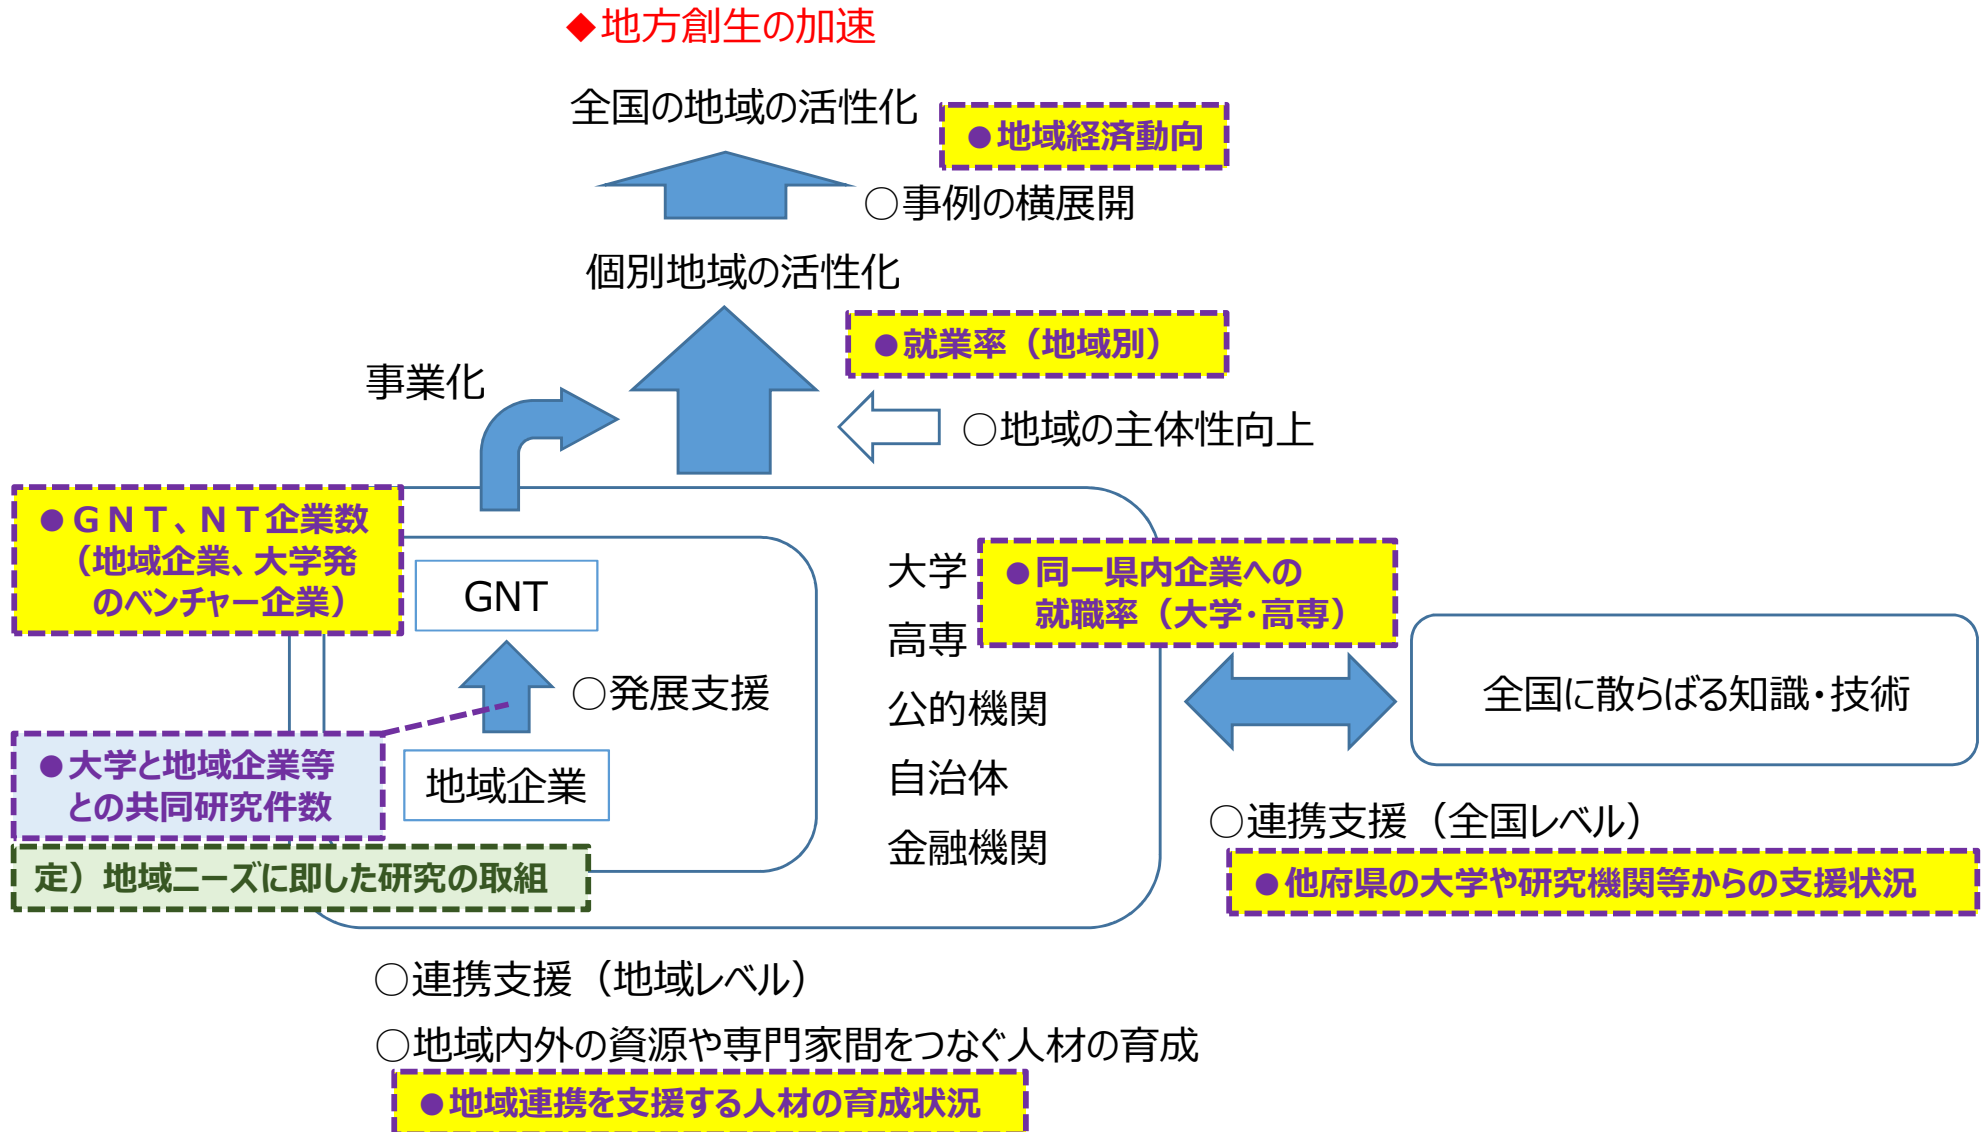 ◆地方創生の加速
全国の地域の活性化
●地域経済動向
○事例の横展開
個別地域の活性化
●就業率（地域別）
事業化
○地域の主体性向上
●ＧＮＴ、ＮＴ企業数
（地域企業、大学発
のベンチャー企業）
GNT
○発展支援
地域企業
●大学と地域企業等
との共同研究件数
定）地域ニーズに即した研究の取組
大学
高専
公的機関
自治体
金融機関
●同一県内企業への
就職率（大学・高専）
全国に散らばる知識・技術
○連携支援（全国レベル）
●他府県の大学や研究機関等からの支援状況
○連携支援（地域レベル）
○地域内外の資源や専門家間をつなぐ人材の育成
●地域連携を支援する人材の育成状況